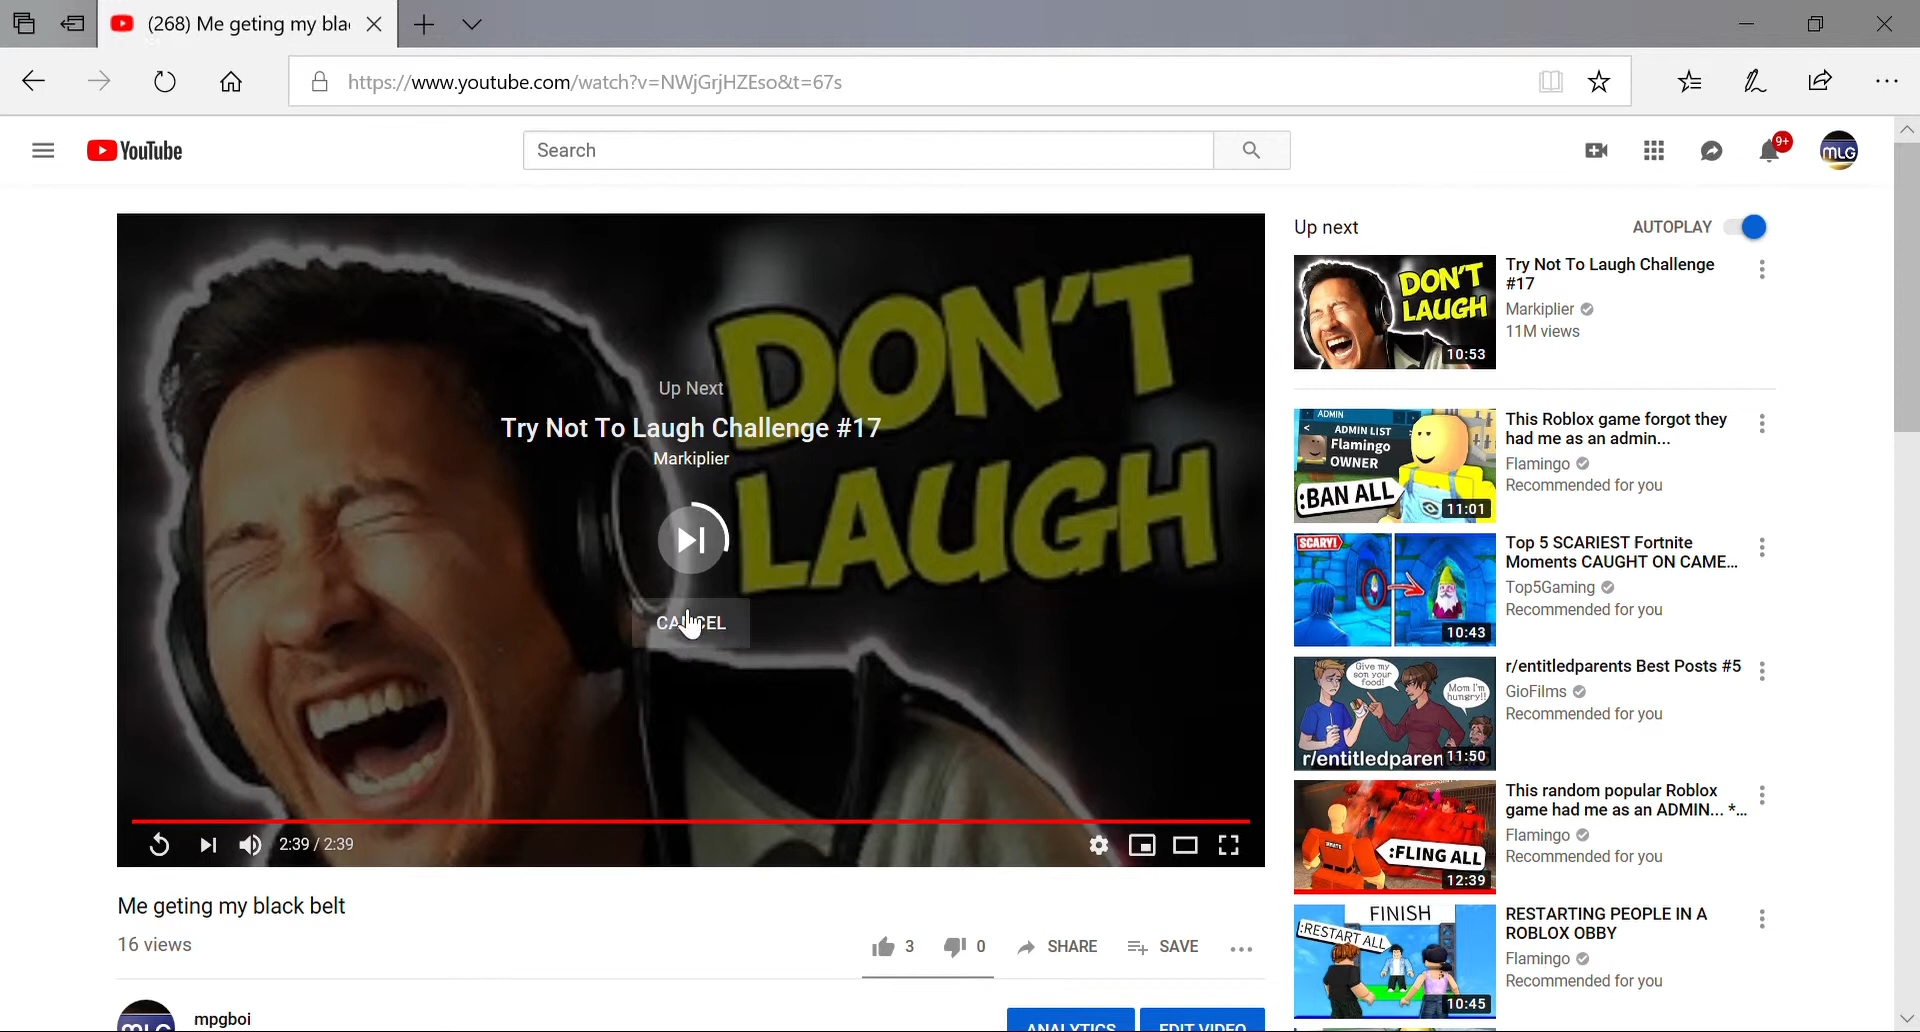 (268) Me geting my bla
https://www.youtube.com/watch?v=NWjGrjHZEso&t=67s
YouTube
Search
9+
MLG
DON'T
LAUGH
Up Next
Try Not To Laugh Challenge #17
Markiplier
CANCEL
2:39 / 2:39
Me geting my black belt
16 views
3
0
SHARE
SAVE
MLG
mpgboi
ANALYTICS
EDIT VIDEO
Up next
AUTOPLAY
DON'T
LAUGH
10:53
Try Not To Laugh Challenge
#17
Markiplier
11M views
ADMIN
< ADMIN LIST
Flamingo
OWNER
:BAN ALL
11:01
This Roblox game forgot they
had me as an admin...
Flamingo
Recommended for you
SCARY!
10:43
Top 5 SCARIEST Fortnite
Moments CAUGHT ON CAME...
Top5Gaming
Recommended for you
Give my
son your
food!
Mom I'm
hungry!!
r/entitledparen
11:50
r/entitledparents Best Posts #5
GioFilms
Recommended for you
:FLING ALL
12:39
This random popular Roblox
game had me as an ADMIN... *...
Flamingo
Recommended for you
FINISH
:RESTART ALL
10:45
RESTARTING PEOPLE IN A
ROBLOX OBBY
Flamingo
Recommended for you